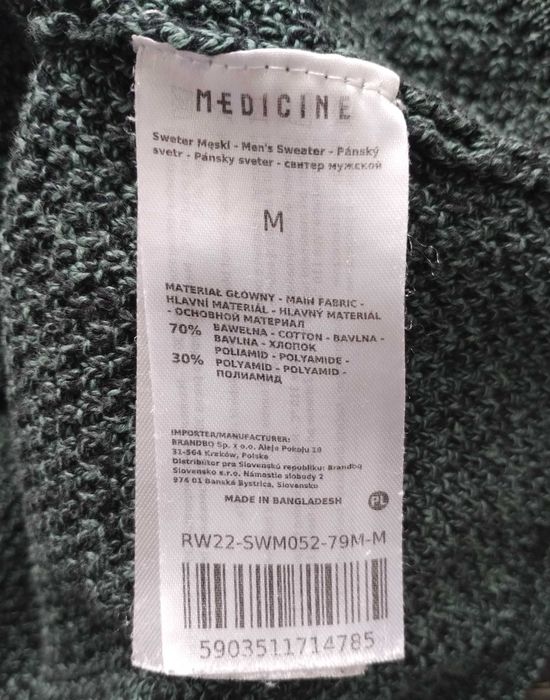 MEDICINE
Sweter Męski - Men's Sweater - Pánský
svetr - Pánsky sveter - свитер мужской
M
MATERIAŁ GŁÓWNY - MAIN FABRIC -
HLAVNÍ MATERIÁL - HLAVNÝ MATERIÁL
- ОСНОВНОЙ МАТЕРИАЛ
70% BAWEŁNA - COTTON - BAVLNA -
BAVLNA - ХЛОПОК
30% POLIAMID - POLYAMIDE -
POLYAMID - POLYAMID -
ПОЛИАМИД
IMPORTER/MANUFACTURER:
BRANDBQ Sp. z o.o. Aleja Pokoju 18
31-564 Kraków, Polska
Distribútor pre Slovenskú republiku: Brandbq
Slovensko s.r.o. Námestie slobody 2
974 01 Banská Bystrica, Slovensko
MADE IN BANGLADESH PL
RW22-SWM052-79M-M
5903511714785